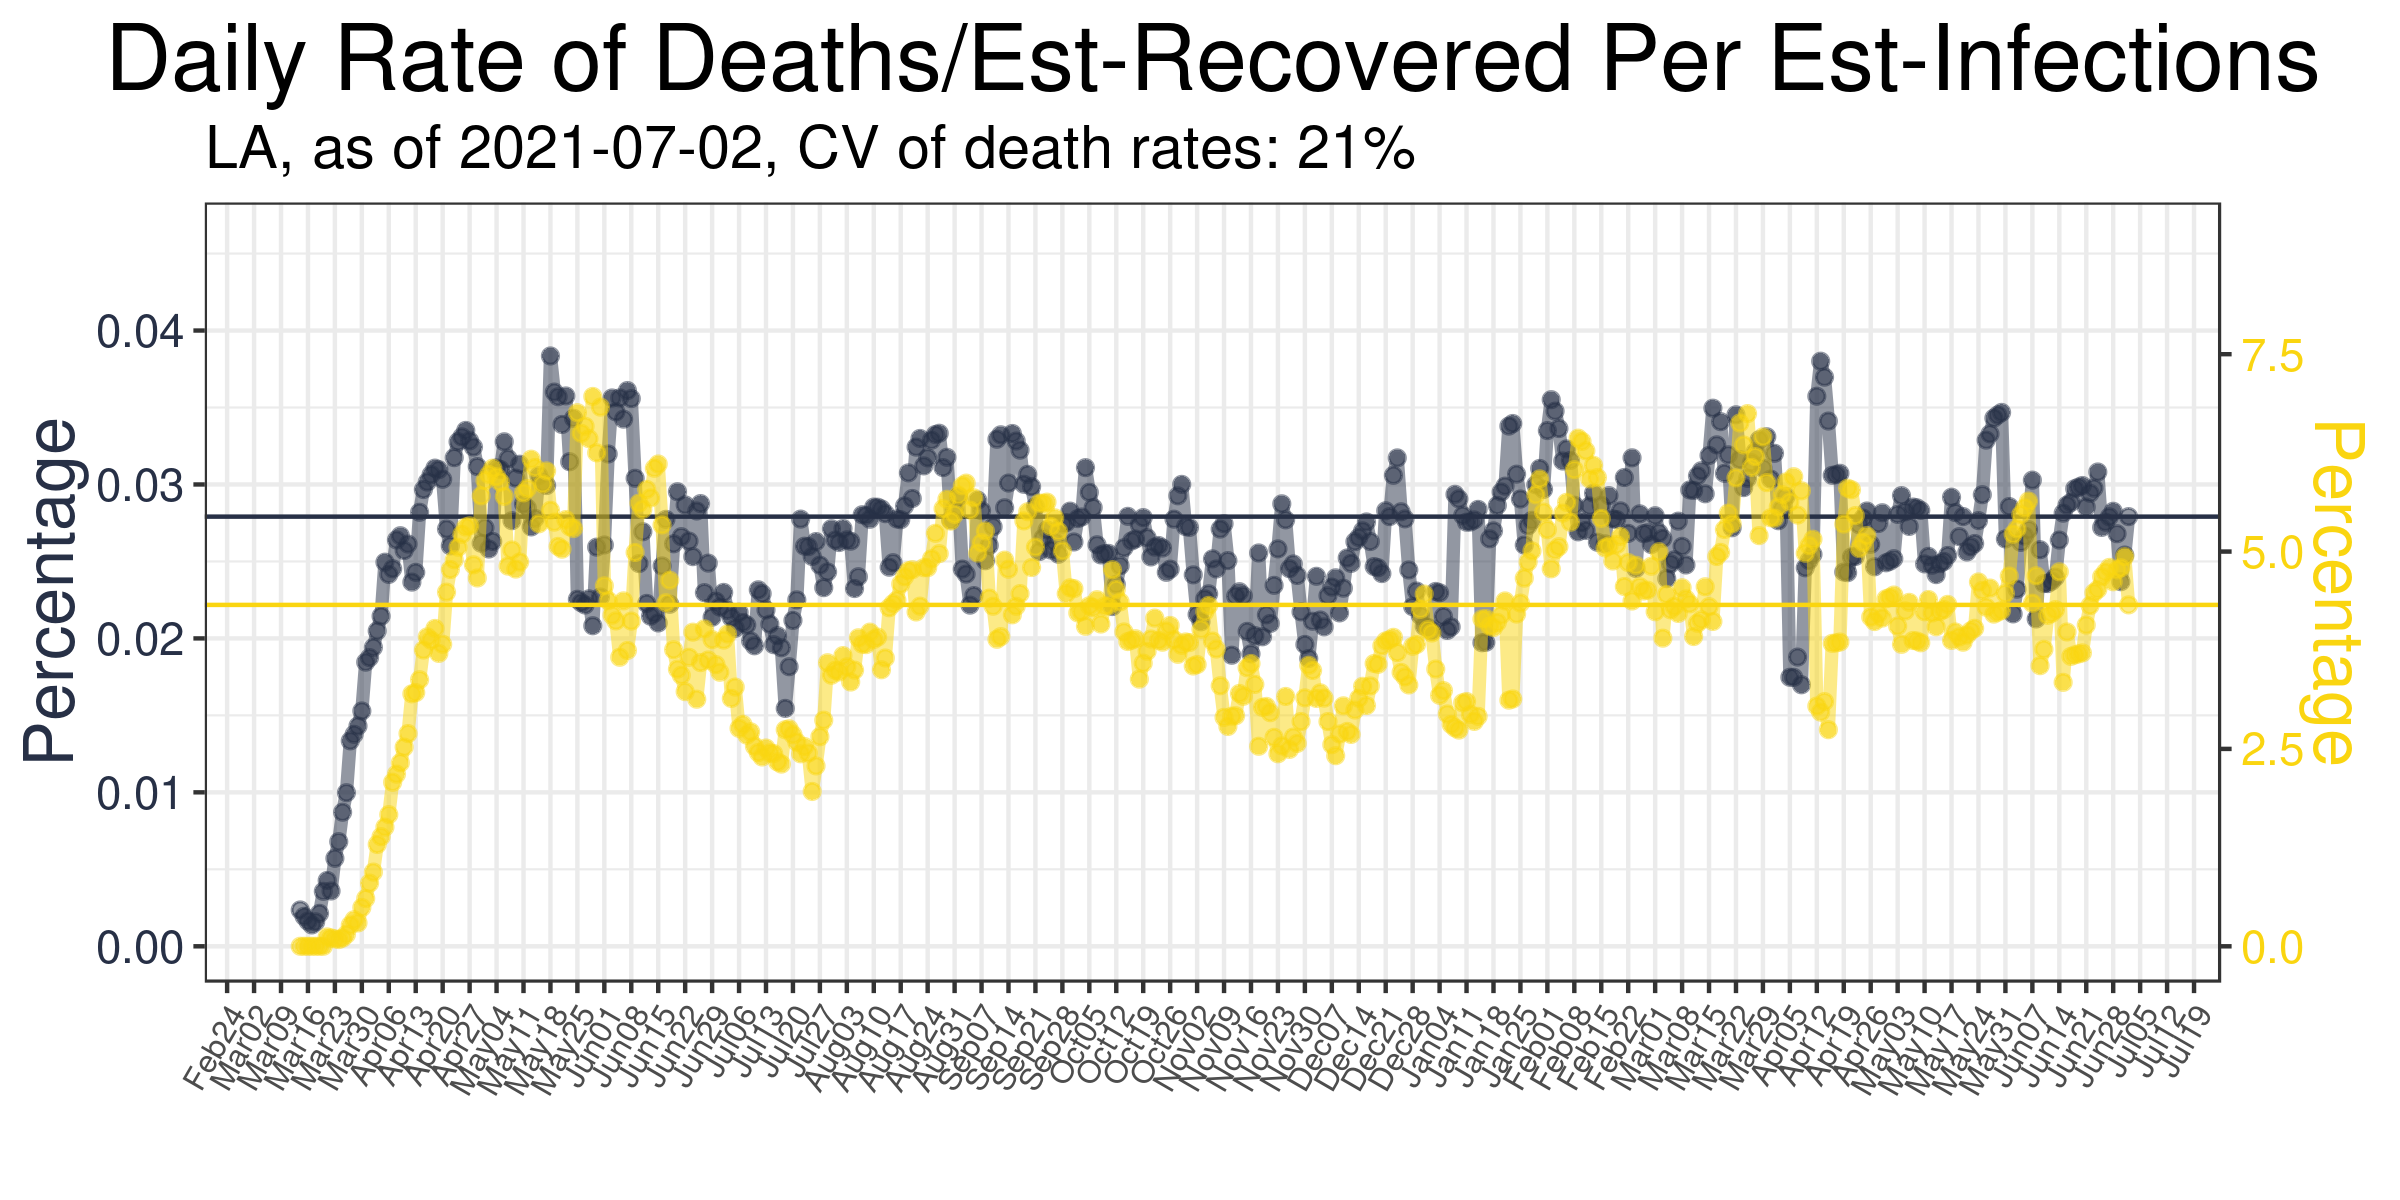 Daily Rate of Deaths/Est-Recovered Per Est-Infections
LA, as of 2021-07-02, CV of death rates: 21%
Percentage
0.04
0.03
0.02
0.01
0.00
7.5
5.0
2.5
0.0
Percentage
Feb24
Mar02
Mar09
Mar16
Mar23
Mar30
Apr06
Apr13
Apr20
Apr27
May04
May11
May18
May25
Jun01
Jun08
Jun15
Jun22
Jun29
Jul06
Jul13
Jul20
Jul27
Aug03
Aug10
Aug17
Aug24
Aug31
Sep07
Sep14
Sep21
Sep28
Oct05
Oct12
Oct19
Oct26
Nov02
Nov09
Nov16
Nov23
Nov30
Dec07
Dec14
Dec21
Dec28
Jan04
Jan11
Jan18
Jan25
Feb01
Feb08
Feb15
Feb22
Mar01
Mar08
Mar15
Mar22
Mar29
Apr05
Apr12
Apr19
Apr26
May03
May10
May17
May24
May31
Jun07
Jun14
Jun21
Jun28
Jul05
Jul12
Jul19